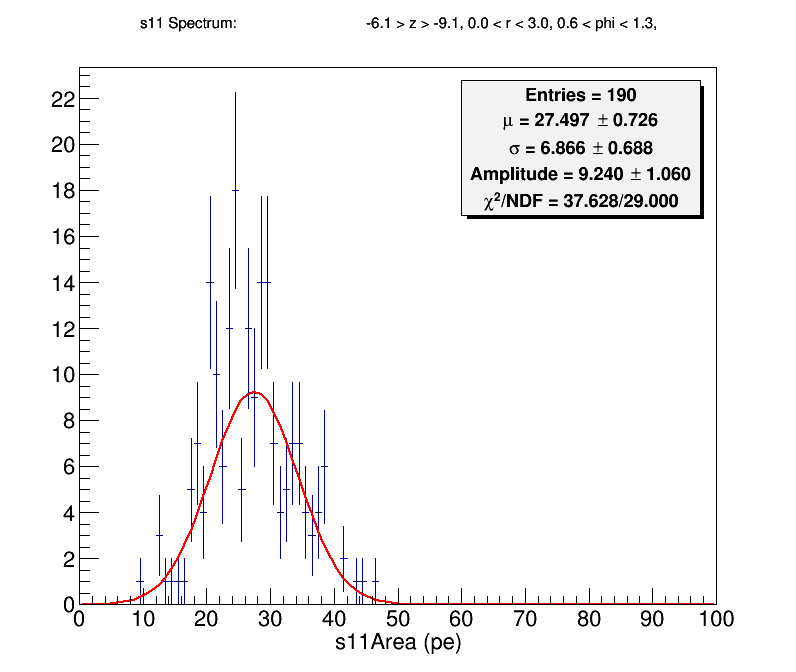 s11 Spectrum: -6.1 > z > -9.1, 0.0 < r < 3.0, 0.6 < phi < 1.3,
Entries = 190
μ = 27.497 ± 0.726
σ = 6.866 ± 0.688
Amplitude = 9.240 ± 1.060
χ²/NDF = 37.628/29.000
22
20
18
16
14
12
10
8
6
4
2
0
0 10 20 30 40 50 60 70 80 90 100
s11Area (pe)